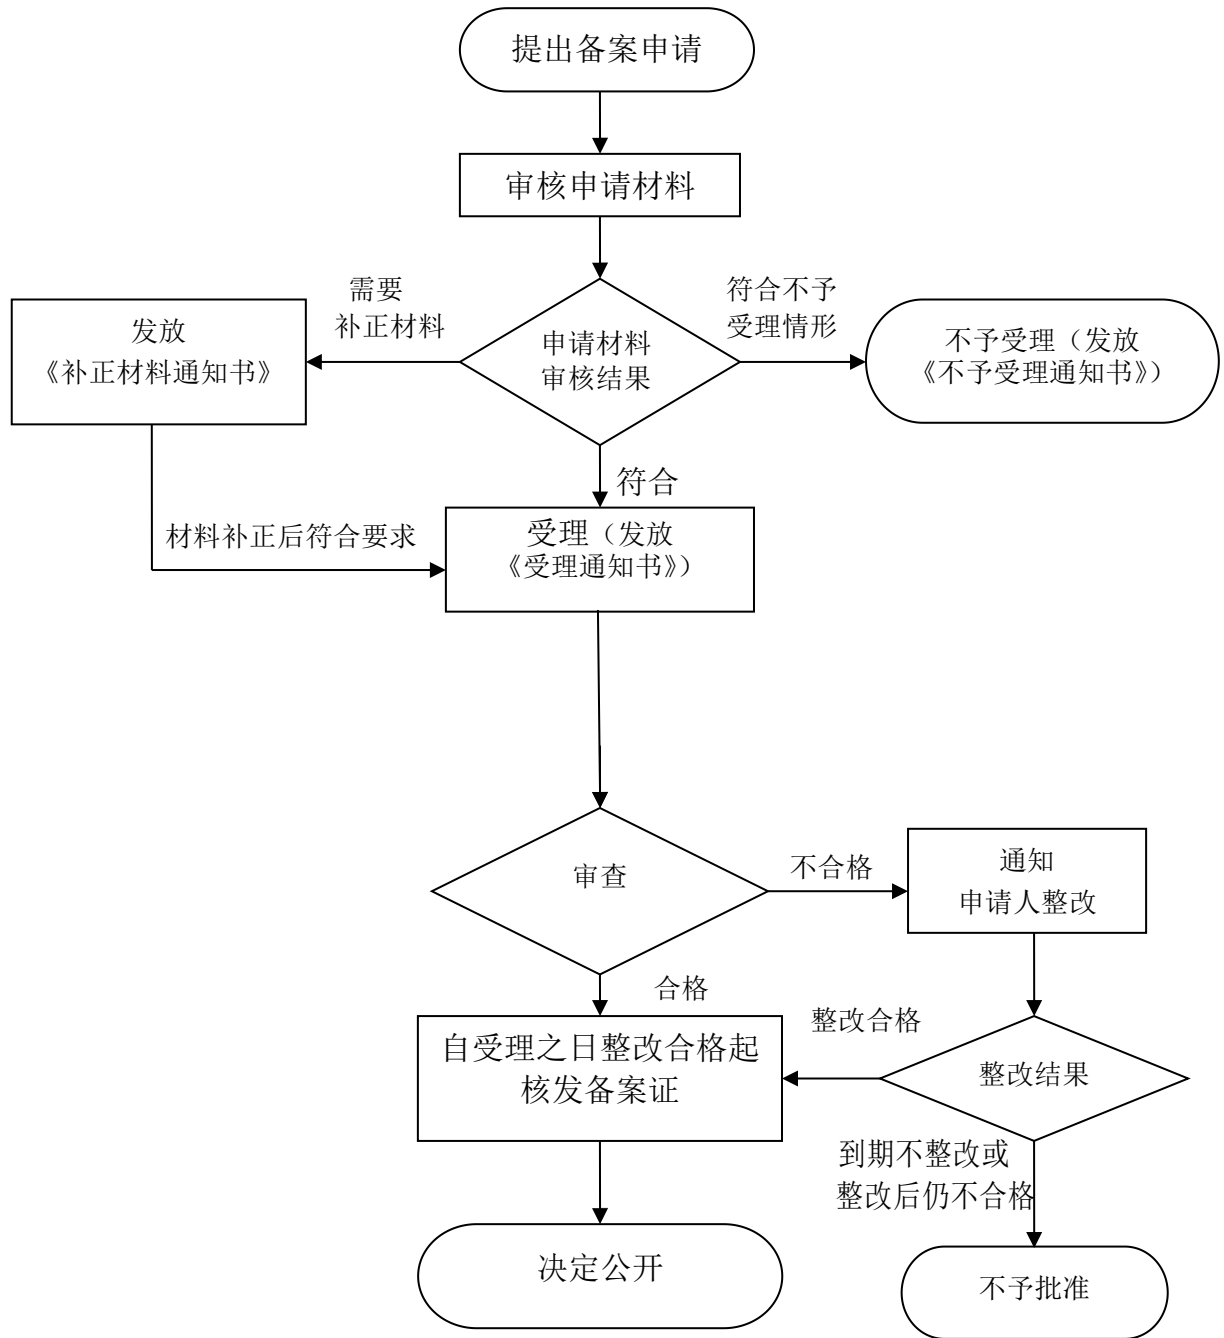 提出备案申请
审核申请材料
需要
补正材料
符合不予
受理情形
发放
《补正材料通知书》
申请材料
审核结果
不予受理（发放
《不予受理通知书》）
符合
材料补正后符合要求
受理（发放
《受理通知书》）
审查
不合格
通知
申请人整改
合格
整改合格
自受理之日整改合格起
核发备案证
整改结果
到期不整改或
整改后仍不合格
决定公开
不予批准